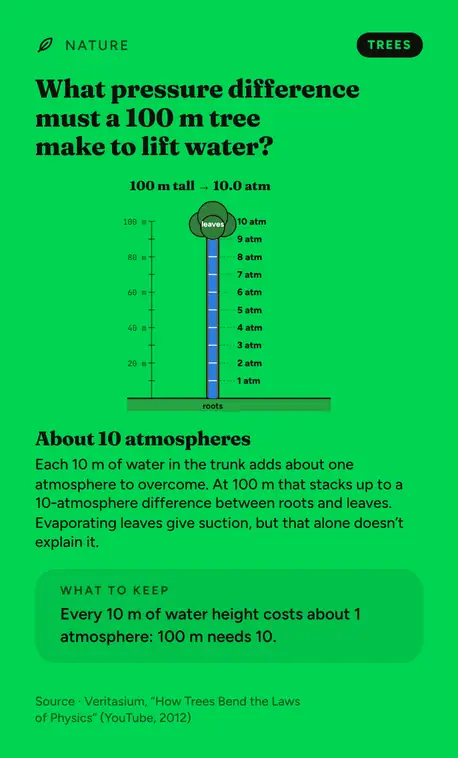 NATURE
TREES
What pressure difference
must a 100 m tree
make to lift water?
100 m tall → 10.0 atm
100 m
80 m
60 m
40 m
20 m
leaves
10 atm
9 atm
8 atm
7 atm
6 atm
5 atm
4 atm
3 atm
2 atm
1 atm
roots
About 10 atmospheres
Each 10 m of water in the trunk adds about one
atmosphere to overcome. At 100 m that stacks up to a
10-atmosphere difference between roots and leaves.
Evaporating leaves give suction, but that alone doesn’t
explain it.
WHAT TO KEEP
Every 10 m of water height costs about 1
atmosphere: 100 m needs 10.
Source · Veritasium, “How Trees Bend the Laws
of Physics” (YouTube, 2012)